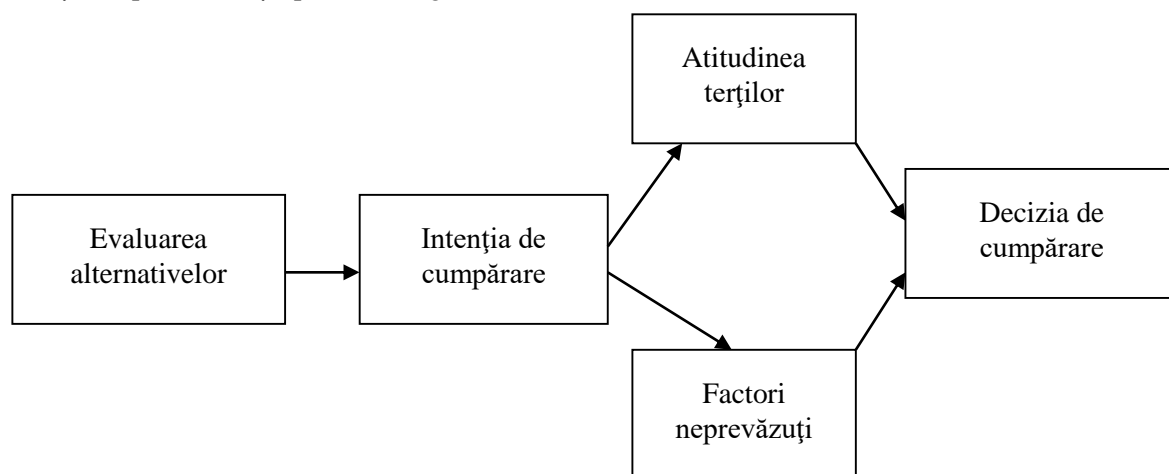 Atitudinea
terţilor
Evaluarea
alternativelor
Intenţia de
cumpărare
Decizia de
cumpărare
Factori
neprevăzuţi